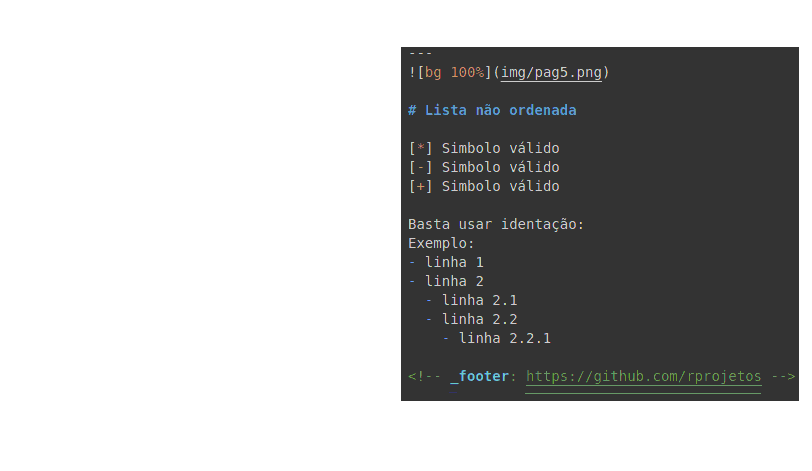 ---
![bg 100%](img/pag5.png)
# Lista não ordenada
[*] Simbolo válido
[-] Simbolo válido
[+] Simbolo válido
Basta usar identação:
Exemplo:
- linha 1
- linha 2
  - linha 2.1
  - linha 2.2
    - linha 2.2.1
<!-- _footer: https://github.com/rprojetos -->